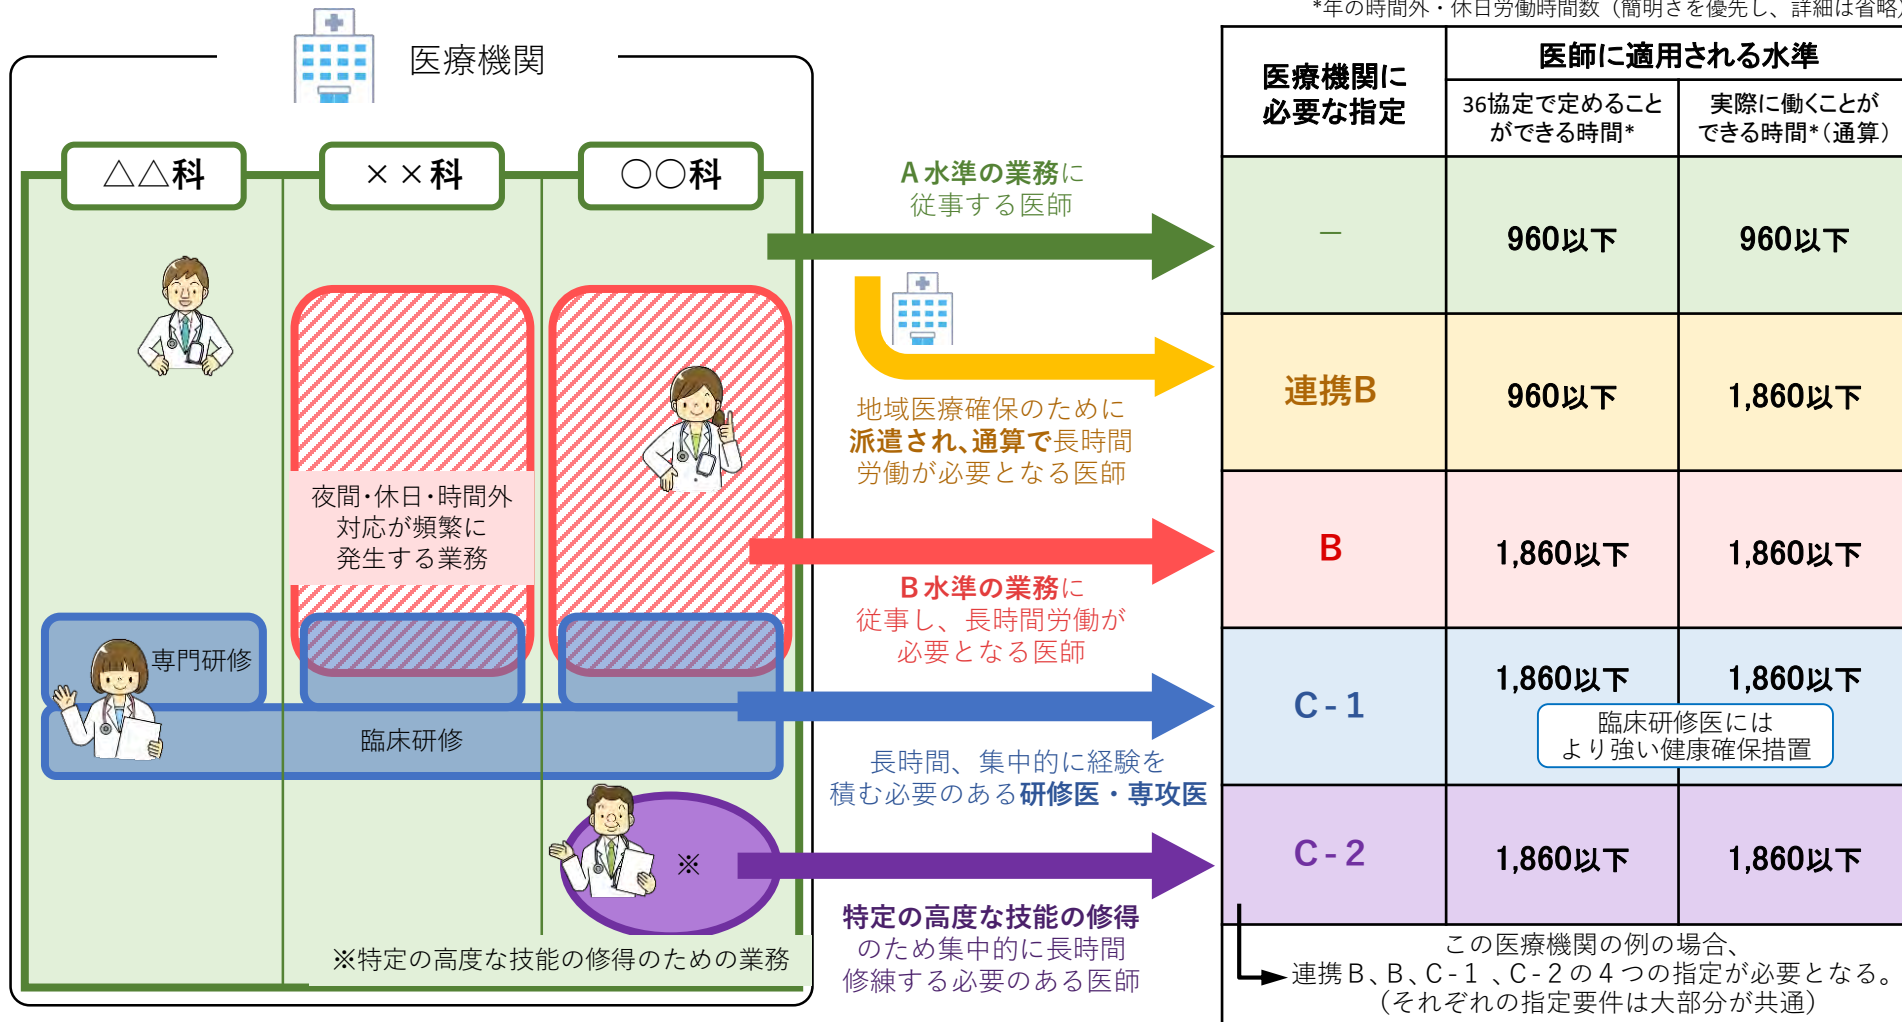 *年の時間外・休日労働時間数（簡明さを優先し、詳細は省略）
医療機関
△△科
××科
○○科
夜間・休日・時間外
対応が頻繁に
発生する業務
専門研修
臨床研修
※
※特定の高度な技能の修得のための業務
A水準の業務に
従事する医師
地域医療確保のために
派遣され、通算で長時間
労働が必要となる医師
B水準の業務に
従事し、長時間労働が
必要となる医師
長時間、集中的に経験を
積む必要のある研修医・専攻医
特定の高度な技能の修得
のため集中的に長時間
修練する必要のある医師
医療機関に
必要な指定
医師に適用される水準
36協定で定めること
ができる時間*
実際に働くことが
できる時間*（通算）
―
960以下
960以下
連携B
960以下
1,860以下
B
1,860以下
1,860以下
C-1
1,860以下
1,860以下
臨床研修医には
より強い健康確保措置
C-2
1,860以下
1,860以下
この医療機関の例の場合、
連携B、B、C-1、C-2の4つの指定が必要となる。
（それぞれの指定要件は大部分が共通）